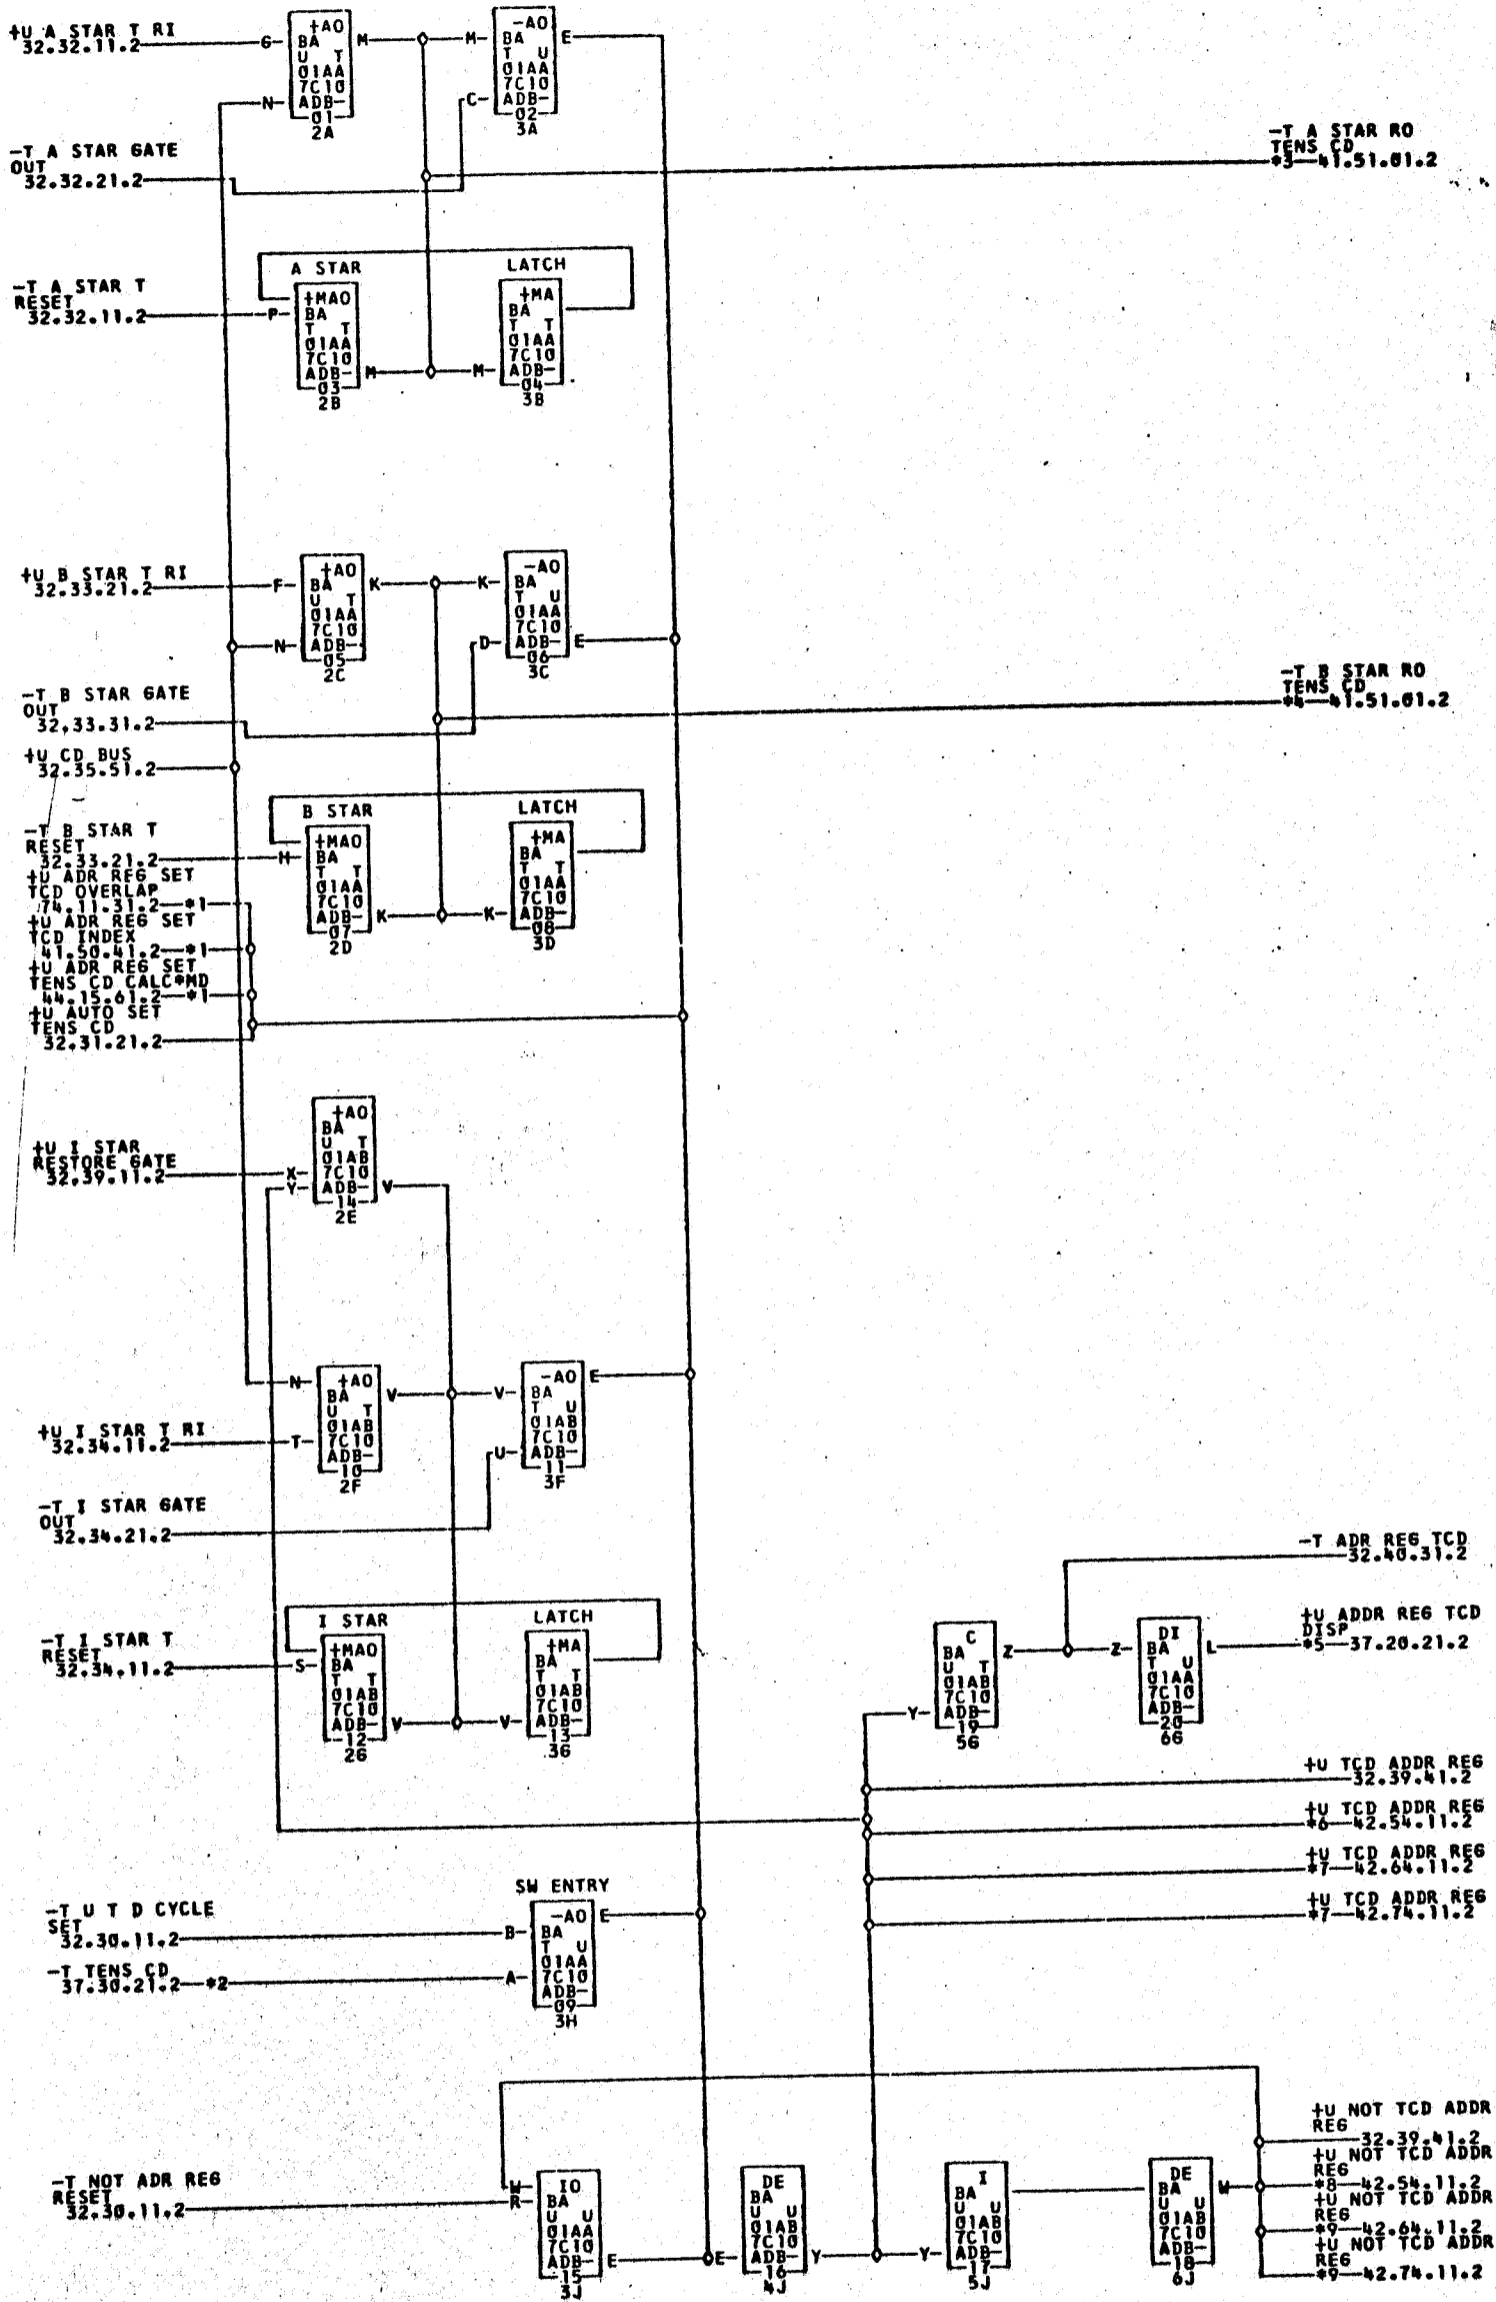 +U A STAR T RI
32.32.11.2
-T A STAR GATE
OUT
32.32.21.2
G
N
+AO
BA
U T
01AA
7C10
ADB-
01
2A
M
M
C
-AO
BA
T U
01AA
7C10
ADB-
02
3A
E
-T A STAR RO
TENS CD
*3—41.51.01.2
-T A STAR T
RESET
32.32.11.2
A STAR
P
+MAO
BA
T T
01AA
7C10
ADB-
03
2B
M
M
LATCH
+MA
BA
T T
01AA
7C10
ADB-
04
3B
+U B STAR T RI
32.33.21.2
F
N
+AO
BA
U T
01AA
7C10
ADB-
05
2C
K
K
D
-AO
BA
T U
01AA
7C10
ADB-
06
3C
E
-T B STAR GATE
OUT
32.33.31.2
-T B STAR RO
TENS CD
*4—41.51.01.2
+U CD BUS
32.35.51.2
-T B STAR T
RESET
32.33.21.2
B STAR
H
+MAO
BA
T T
01AA
7C10
ADB-
07
2D
K
K
LATCH
+MA
BA
T T
01AA
7C10
ADB-
08
3D
+U ADR REG SET
TCD OVERLAP
74.11.31.2—*1
+U ADR REG SET
TCD INDEX
41.50.41.2—*1
+U ADR REG SET
TENS CD CALC*MD
44.15.61.2—*1
+U AUTO SET
TENS CD
32.31.21.2
+U I STAR
RESTORE GATE
32.39.11.2
X
Y
+AO
BA
U T
01AB
7C10
ADB-
14
2E
V
N
T
+AO
BA
U T
01AB
7C10
ADB-
10
2F
V
V
U
-AO
BA
T U
01AB
7C10
ADB-
11
3F
E
+U I STAR T RI
32.34.11.2
-T I STAR GATE
OUT
32.34.21.2
-T I STAR T
RESET
32.34.11.2
I STAR
S
+MAO
BA
T T
01AB
7C10
ADB-
12
2G
V
V
LATCH
+MA
BA
T T
01AB
7C10
ADB-
13
3G
-T ADR REG TCD
32.40.31.2
Y
C
BA
U T
01AB
7C10
ADB-
19
5G
Z
Z
DI
BA
T U
01AA
7C10
ADB-
20
6G
L
+U ADDR REG TCD
DISP
*5—37.20.21.2
+U TCD ADDR REG
32.39.41.2
+U TCD ADDR REG
*6—42.54.11.2
+U TCD ADDR REG
*7—42.64.11.2
+U TCD ADDR REG
*7—42.74.11.2
-T U T D CYCLE
SET
32.30.11.2
-T TENS CD
37.30.21.2—*2
SW ENTRY
B
A
-AO
BA
T U
01AA
7C10
ADB-
09
3H
E
-T NOT ADR REG
RESET
32.30.11.2
W
R
IO
BA
U U
01AA
7C10
ADB-
15
3J
E
E
DE
BA
U U
01AB
7C10
ADB-
16
4J
Y
Y
I
BA
U U
01AB
7C10
ADB-
17
5J
DE
BA
U U
01AB
7C10
ADB-
18
6J
W
+U NOT TCD ADDR
REG
32.39.41.2
+U NOT TCD ADDR
REG
*8—42.54.11.2
+U NOT TCD ADDR
REG
*9—42.64.11.2
+U NOT TCD ADDR
REG
*9—42.74.11.2